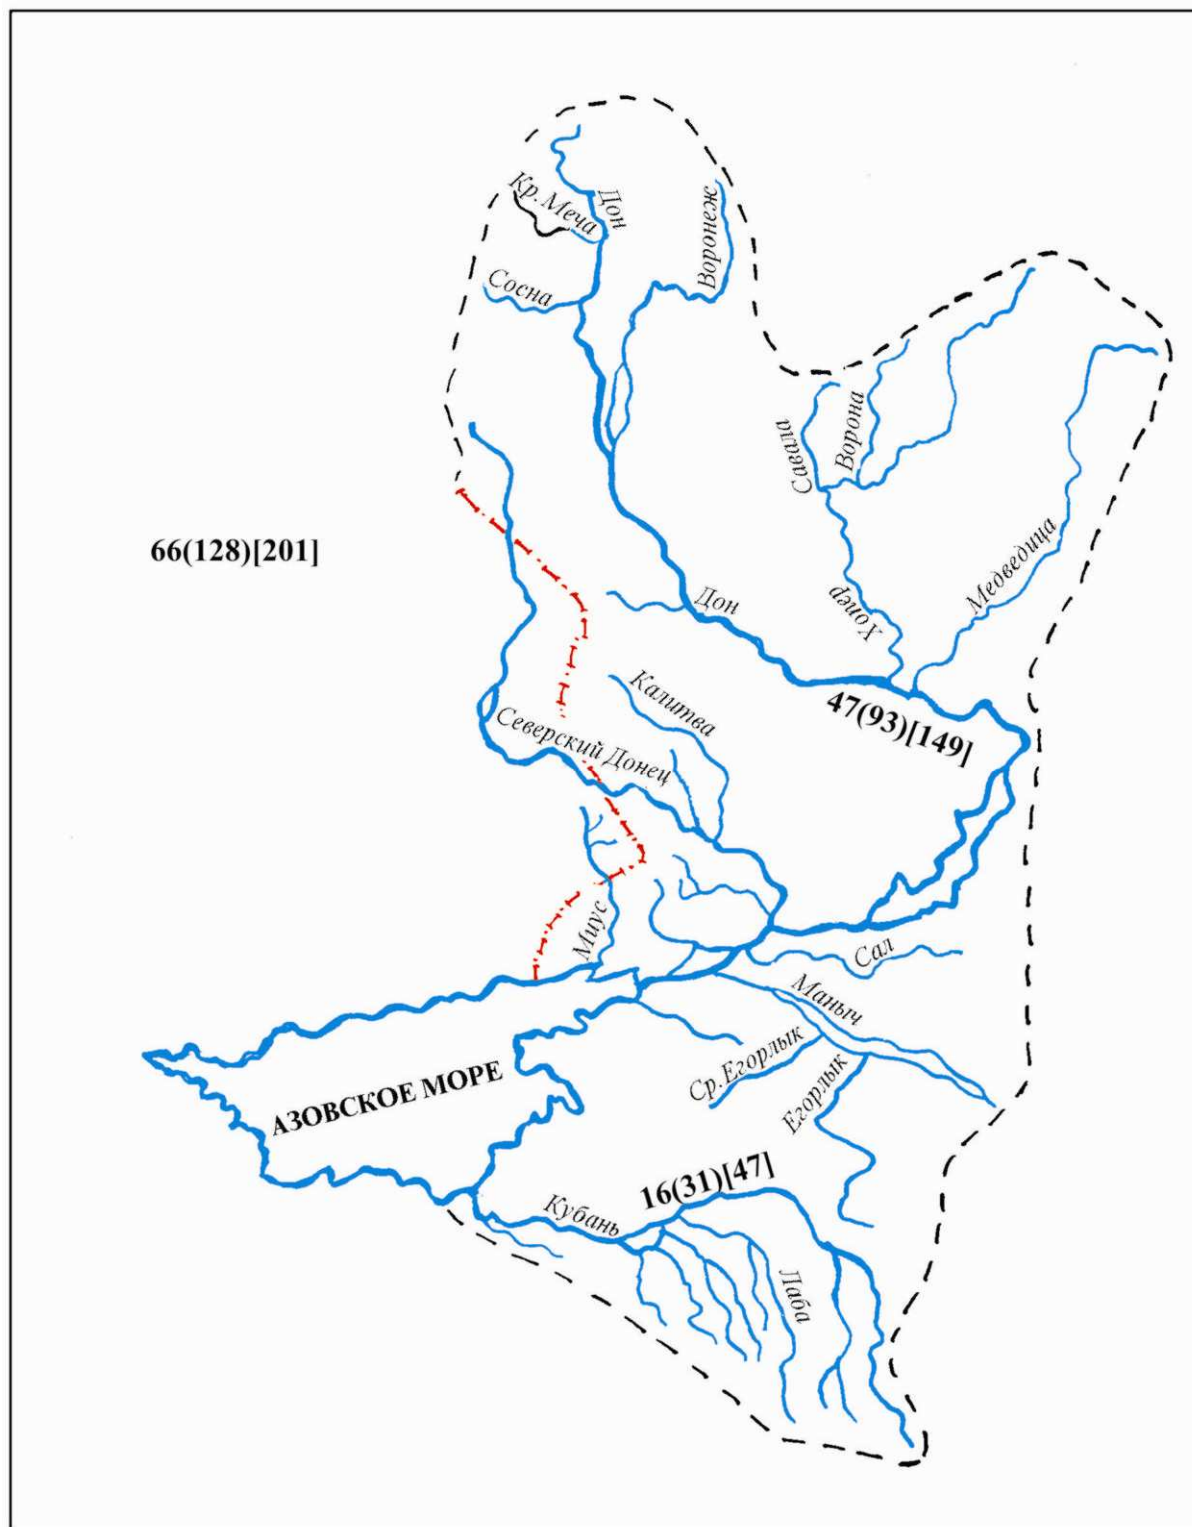 Кр. Меча
Дон
Воронеж
Сосна
Савала
Ворона
Медведица
66(128)[201]
Дон
Хопер
Калитва
47(93)[149]
Северский Донец
Миус
Сал
Маныч
Ср. Егорлык
Егорлык
АЗОВСКОЕ МОРЕ
16(31)[47]
Кубань
Лаба